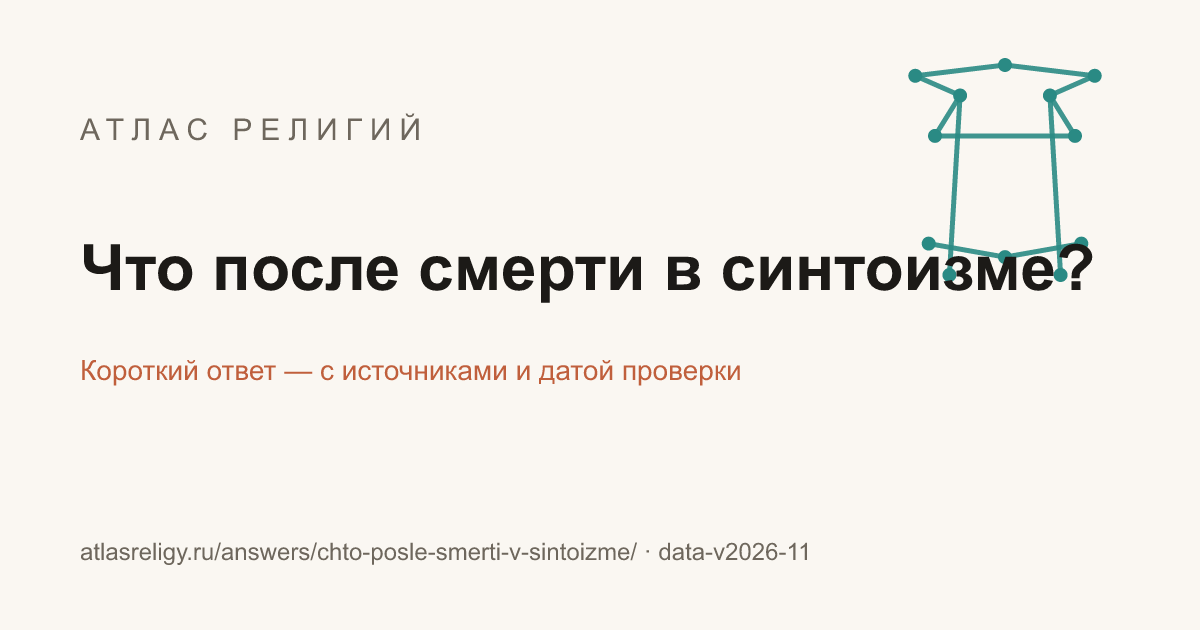 АТЛАС РЕЛИГИЙ
Что после смерти в синтоизме?
Короткий ответ — с источниками и датой проверки
atlasreligy.ru/answers/chto-posle-smerti-v-sintoizme/ · data-v2026-11